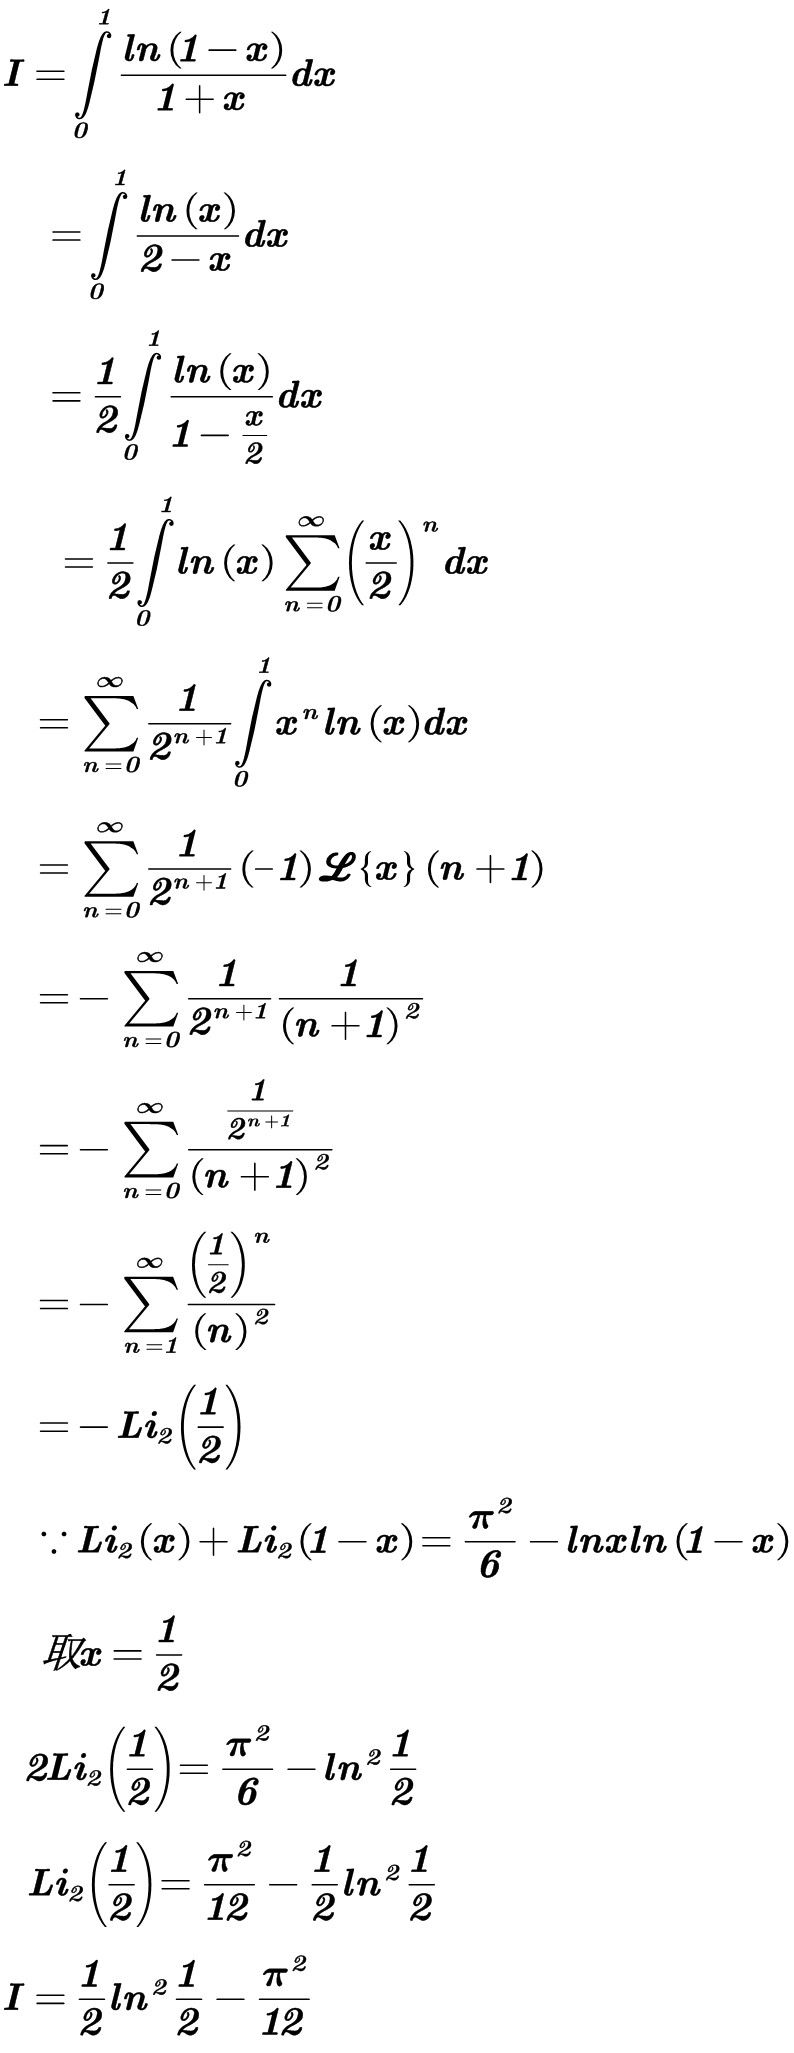 I = ∫₀¹ ln(1−x)/(1+x) dx
= ∫₀¹ ln(x)/(2−x) dx
= 1/2 ∫₀¹ ln(x)/(1−x/2) dx
= 1/2 ∫₀¹ ln(x) ∑_{n=0}^{∞} (x/2)^n dx
= ∑_{n=0}^{∞} 1/2^{n+1} ∫₀¹ x^n ln(x)dx
= ∑_{n=0}^{∞} 1/2^{n+1} (-1)ℒ{x}(n+1)
= − ∑_{n=0}^{∞} 1/2^{n+1} 1/(n+1)^2
= − ∑_{n=0}^{∞} (1/2^{n+1})/(n+1)^2
= − ∑_{n=1}^{∞} (1/2)^n/(n)^2
= − Li₂(1/2)
∵ Li₂(x) + Li₂(1−x) = π²/6 − lnxln(1−x)
取x = 1/2
2Li₂(1/2) = π²/6 − ln² 1/2
Li₂(1/2) = π²/12 − 1/2 ln² 1/2
I = 1/2 ln² 1/2 − π²/12